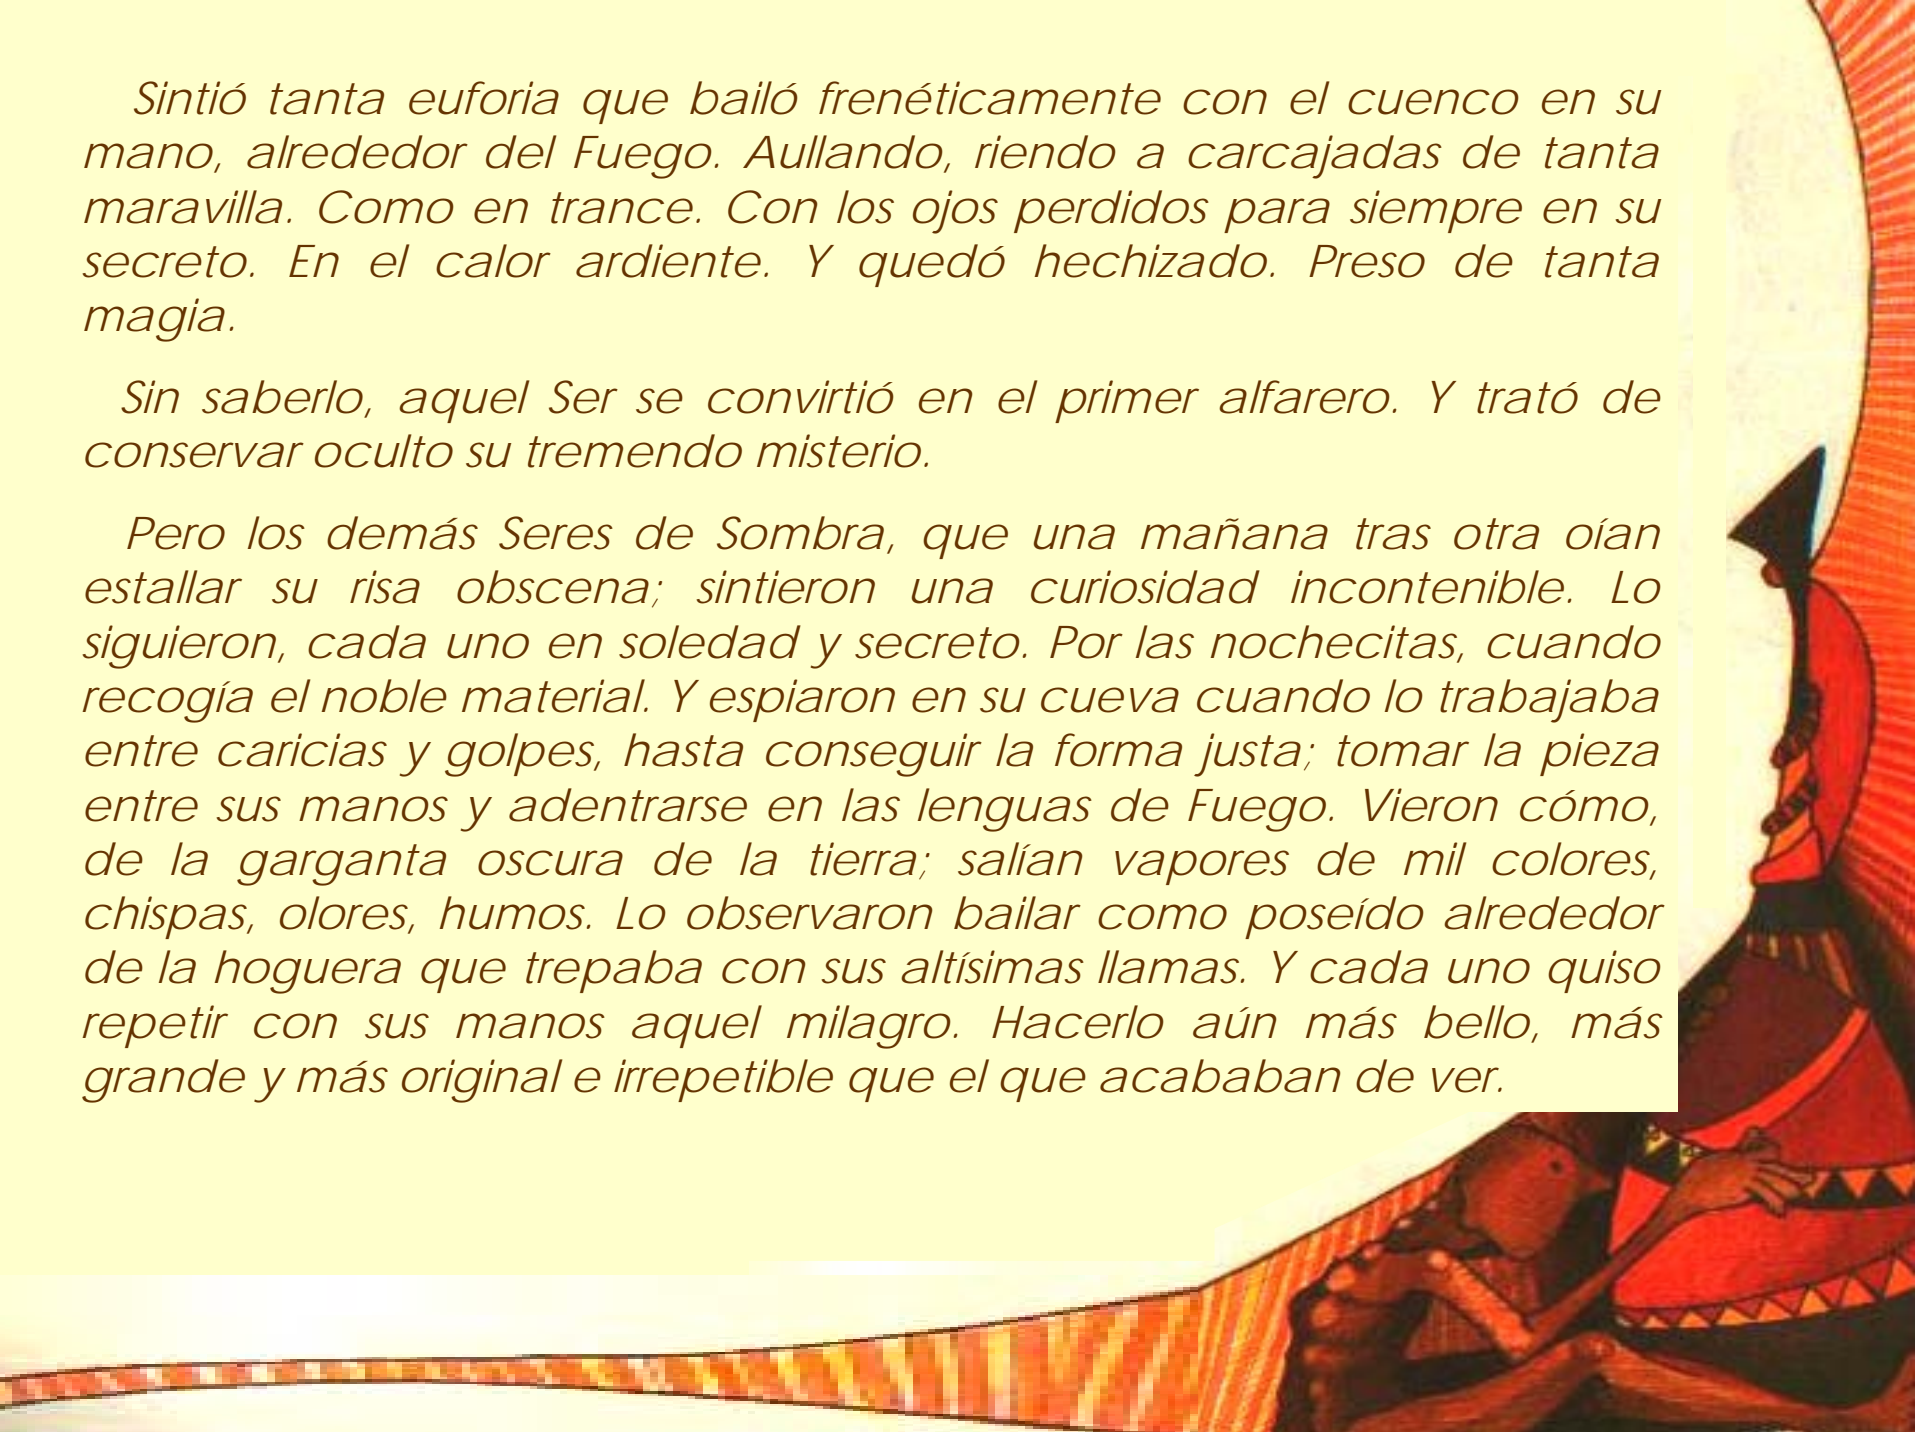 Sintió tanta euforia que bailó frenéticamente con el cuenco en su
mano, alrededor del Fuego. Aullando, riendo a carcajadas de tanta
maravilla. Como en trance. Con los ojos perdidos para siempre en su
secreto. En el calor ardiente. Y quedó hechizado. Preso de tanta
magia.
Sin saberlo, aquel Ser se convirtió en el primer alfarero. Y trató de
conservar oculto su tremendo misterio.
Pero los demás Seres de Sombra, que una mañana tras otra oían
estallar su risa obscena; sintieron una curiosidad incontenible. Lo
siguieron, cada uno en soledad y secreto. Por las nochecitas, cuando
recogía el noble material. Y espiaron en su cueva cuando lo trabajaba
entre caricias y golpes, hasta conseguir la forma justa; tomar la pieza
entre sus manos y adentrarse en las lenguas de Fuego. Vieron cómo,
de la garganta oscura de la tierra; salían vapores de mil colores,
chispas, olores, humos. Lo observaron bailar como poseído alrededor
de la hoguera que trepaba con sus altísimas llamas. Y cada uno quiso
repetir con sus manos aquel milagro. Hacerlo aún más bello, más
grande y más original e irrepetible que el que acababan de ver.